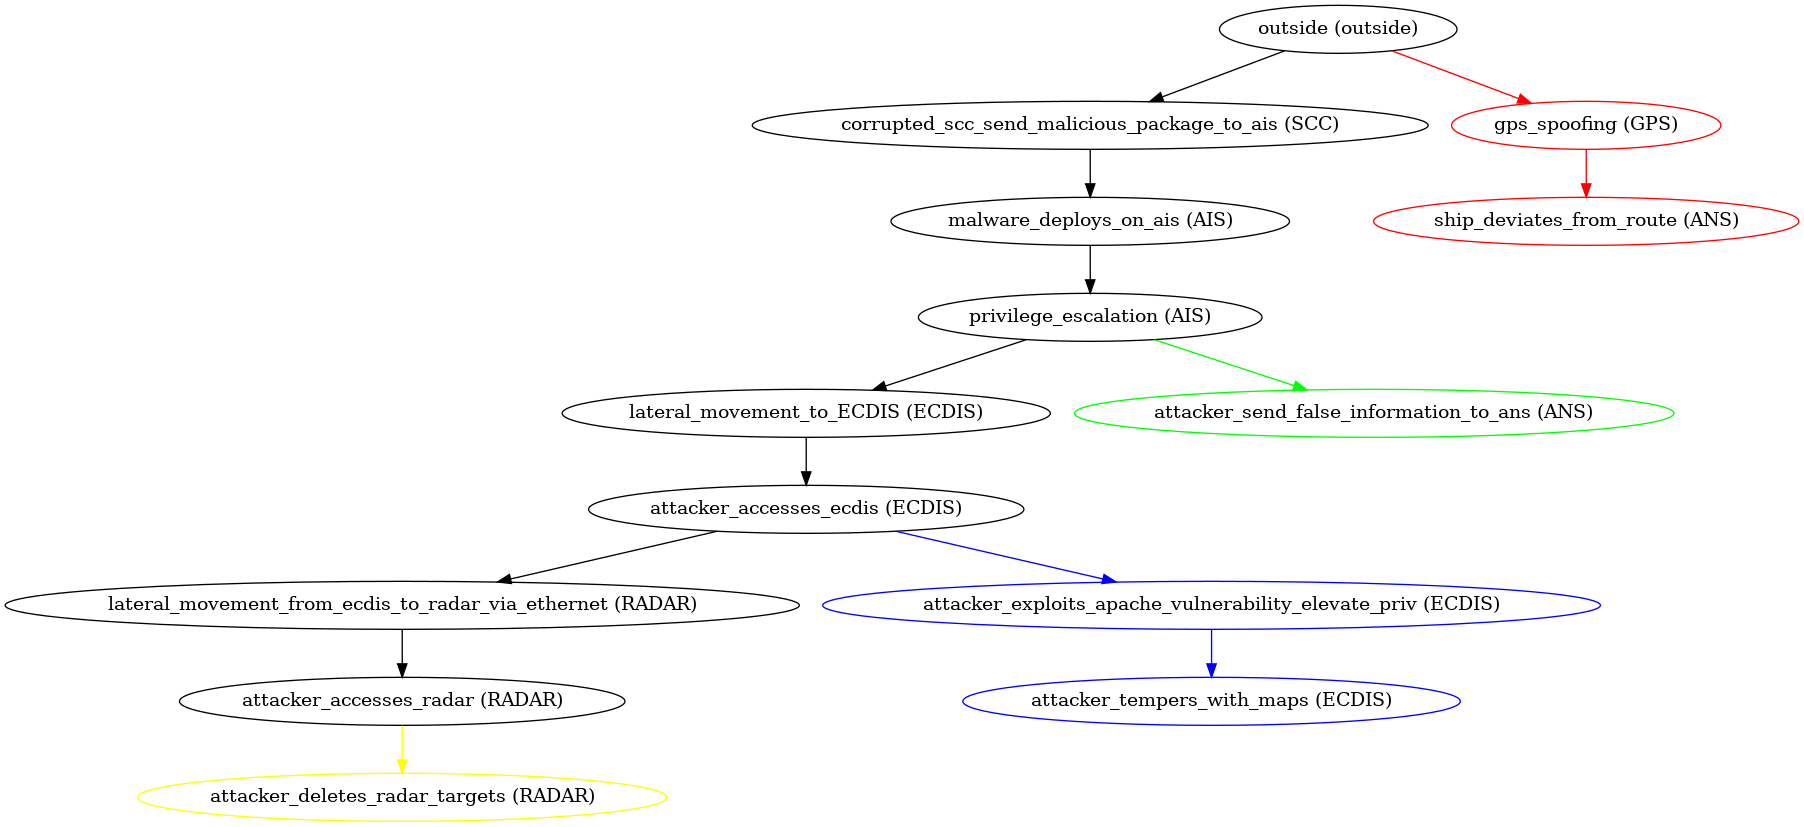 outside (outside)
corrupted_scc_send_malicious_package_to_ais (SCC)
gps_spoofing (GPS)
malware_deploys_on_ais (AIS)
ship_deviates_from_route (ANS)
privilege_escalation (AIS)
lateral_movement_to_ECDIS (ECDIS)
attacker_send_false_information_to_ans (ANS)
attacker_accesses_ecdis (ECDIS)
lateral_movement_from_ecdis_to_radar_via_ethernet (RADAR)
attacker_exploits_apache_vulnerability_elevate_priv (ECDIS)
attacker_accesses_radar (RADAR)
attacker_tempers_with_maps (ECDIS)
attacker_deletes_radar_targets (RADAR)